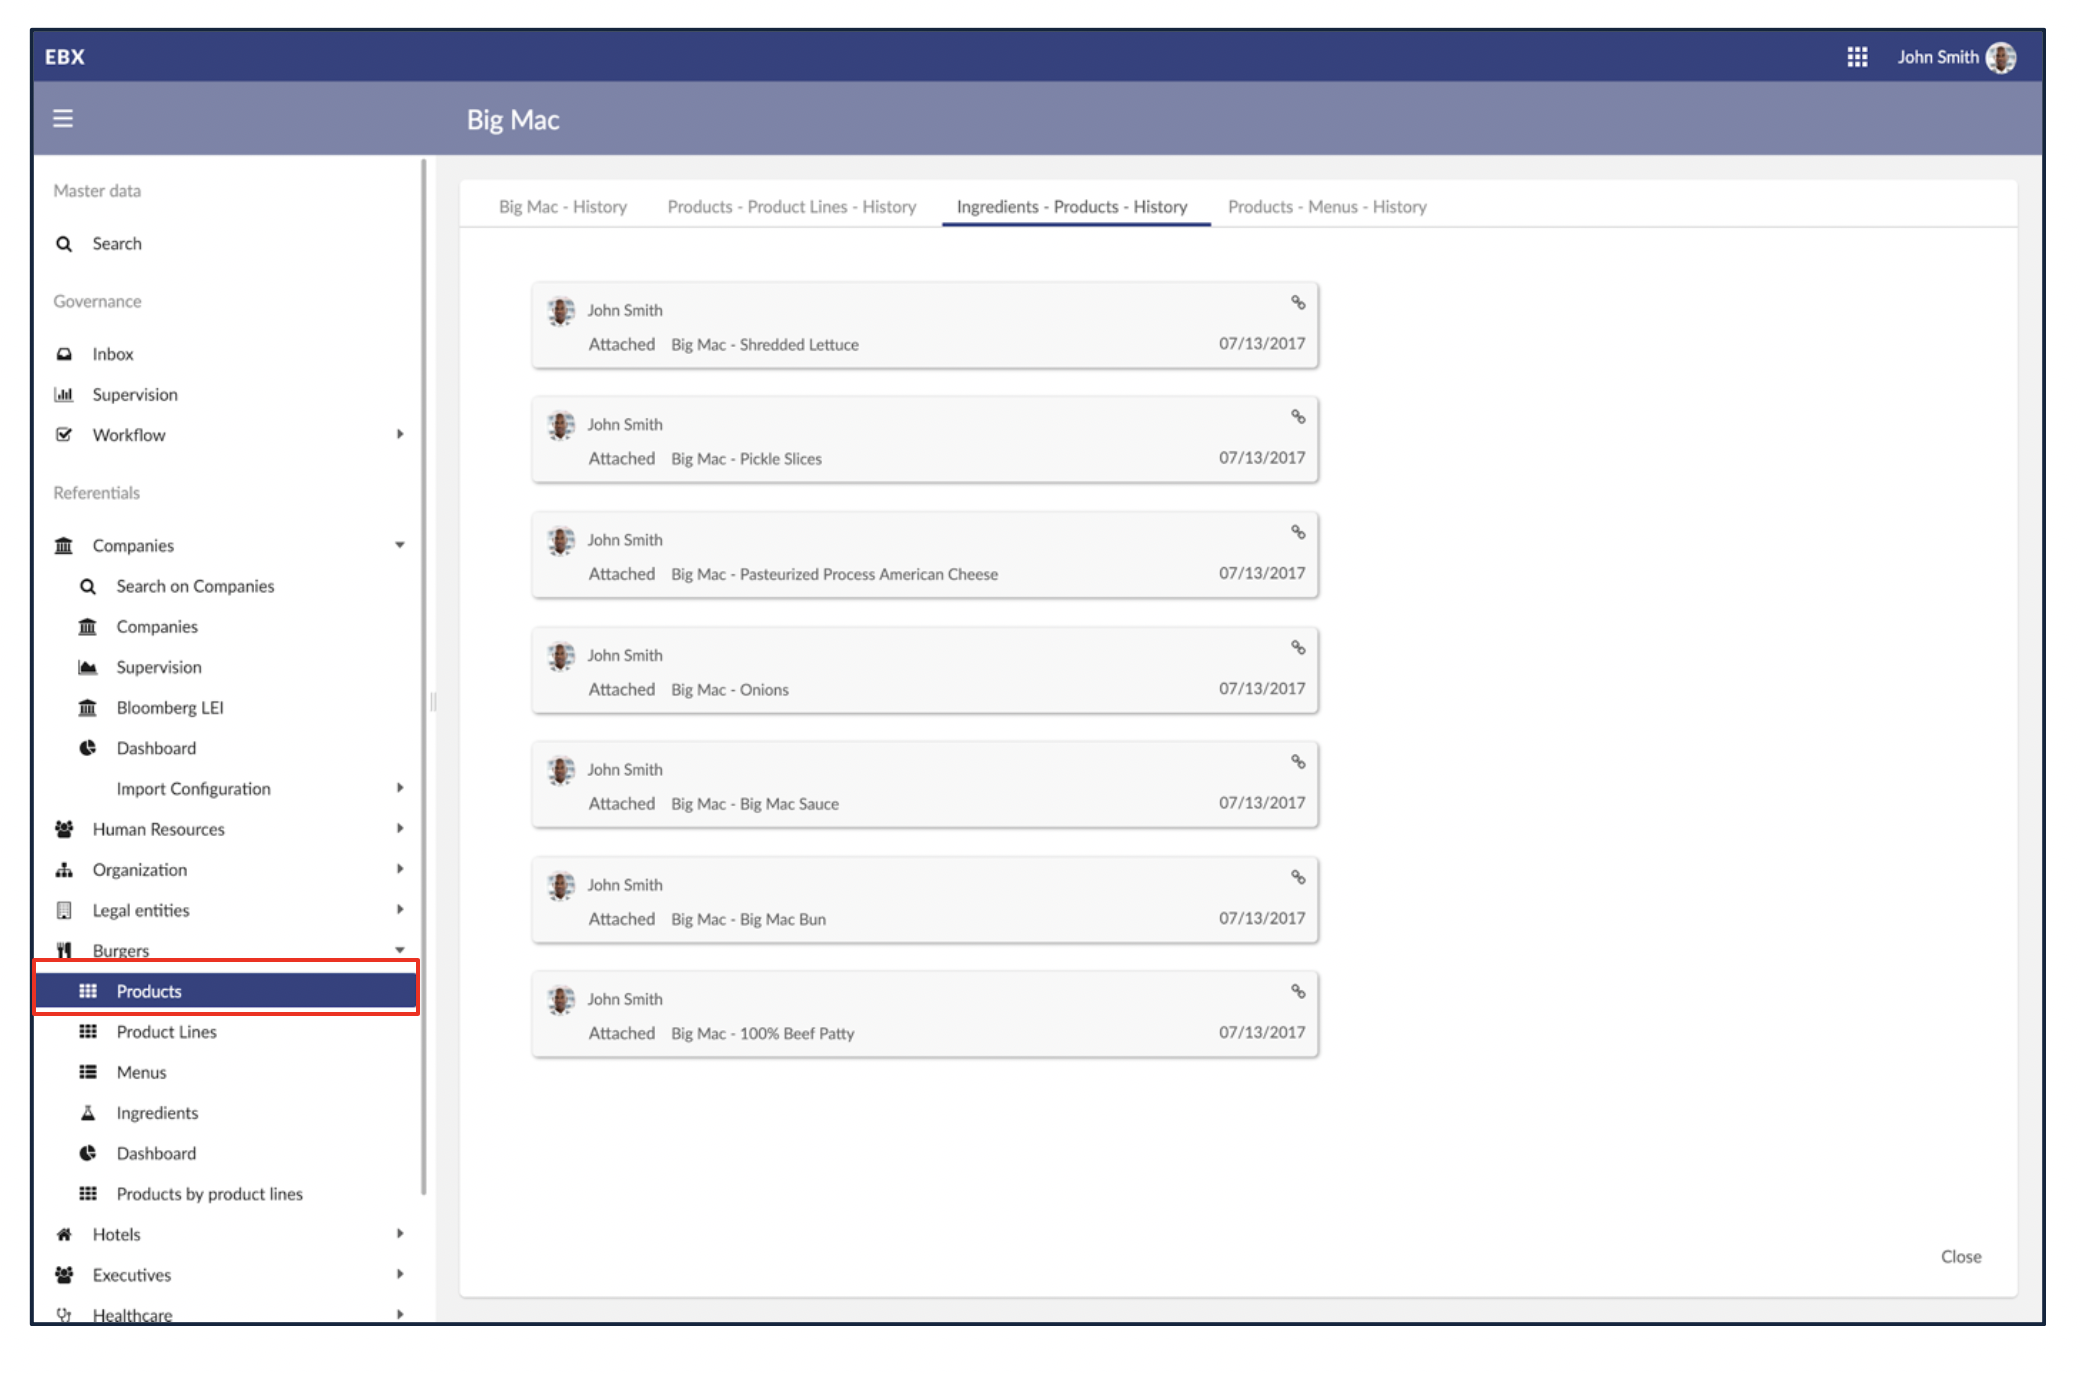 EBX
John Smith
Big Mac
Master data
Search
Governance
Inbox
Supervision
Workflow
Referentials
Companies
Search on Companies
Companies
Supervision
Bloomberg LEI
Dashboard
Import Configuration
Human Resources
Organization
Legal entities
Burgers
Products
Product Lines
Menus
Ingredients
Dashboard
Products by product lines
Hotels
Executives
Healthcare
Big Mac - History Products - Product Lines - History Ingredients - Products - History Products - Menus - History
John Smith
Attached Big Mac - Shredded Lettuce 07/13/2017
John Smith
Attached Big Mac - Pickle Slices 07/13/2017
John Smith
Attached Big Mac - Pasteurized Process American Cheese 07/13/2017
John Smith
Attached Big Mac - Onions 07/13/2017
John Smith
Attached Big Mac - Big Mac Sauce 07/13/2017
John Smith
Attached Big Mac - Big Mac Bun 07/13/2017
John Smith
Attached Big Mac - 100% Beef Patty 07/13/2017
Close